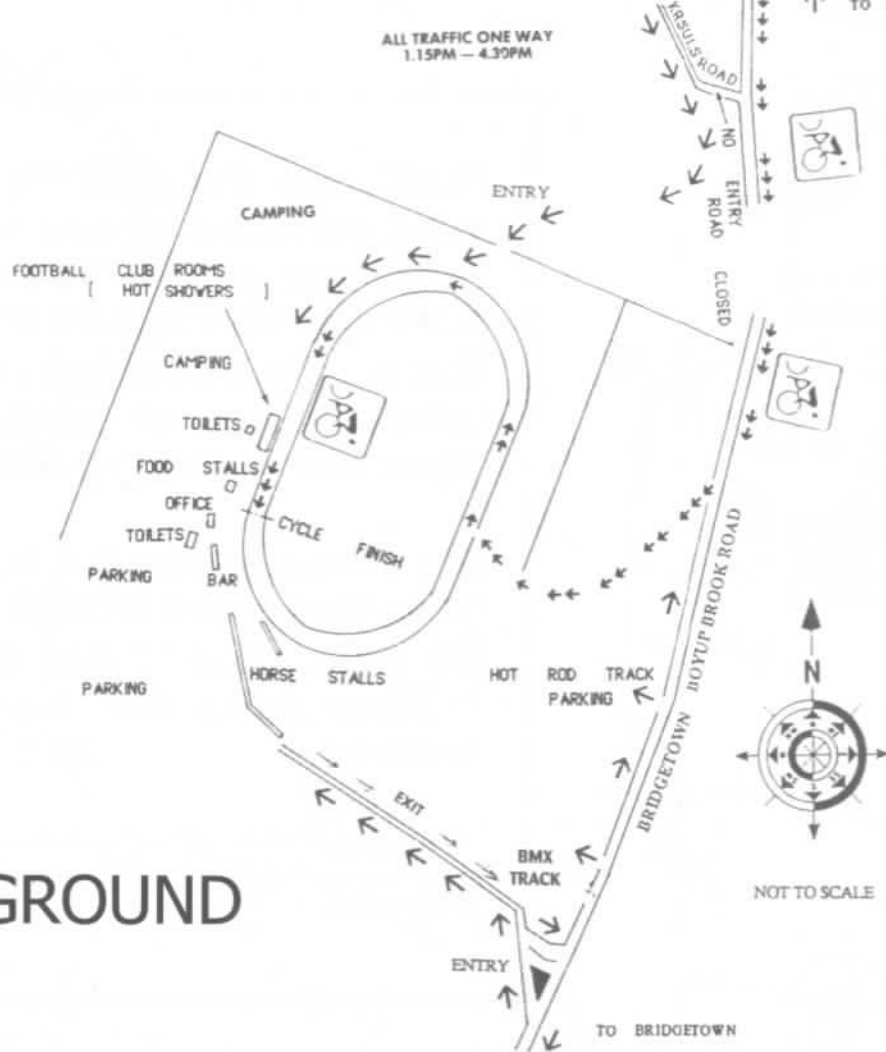 TO
ALL TRAFFIC ONE WAY
1.15PM — 4.30PM
ROAD
NO ENTRY
ROAD CLOSED
ENTRY
CAMPING
FOOTBALL CLUB ROOMS
[ HOT SHOWERS ]
CAMPING
TOILETS
FOOD STALLS
OFFICE
TOILETS
CYCLE FINISH
PARKING
BAR
BRIDGETOWN BOYUP BROOK ROAD
HORSE STALLS
HOT ROD TRACK
PARKING
PARKING
N
EXIT
BMX
TRACK
GROUND
NOT TO SCALE
ENTRY
TO BRIDGETOWN